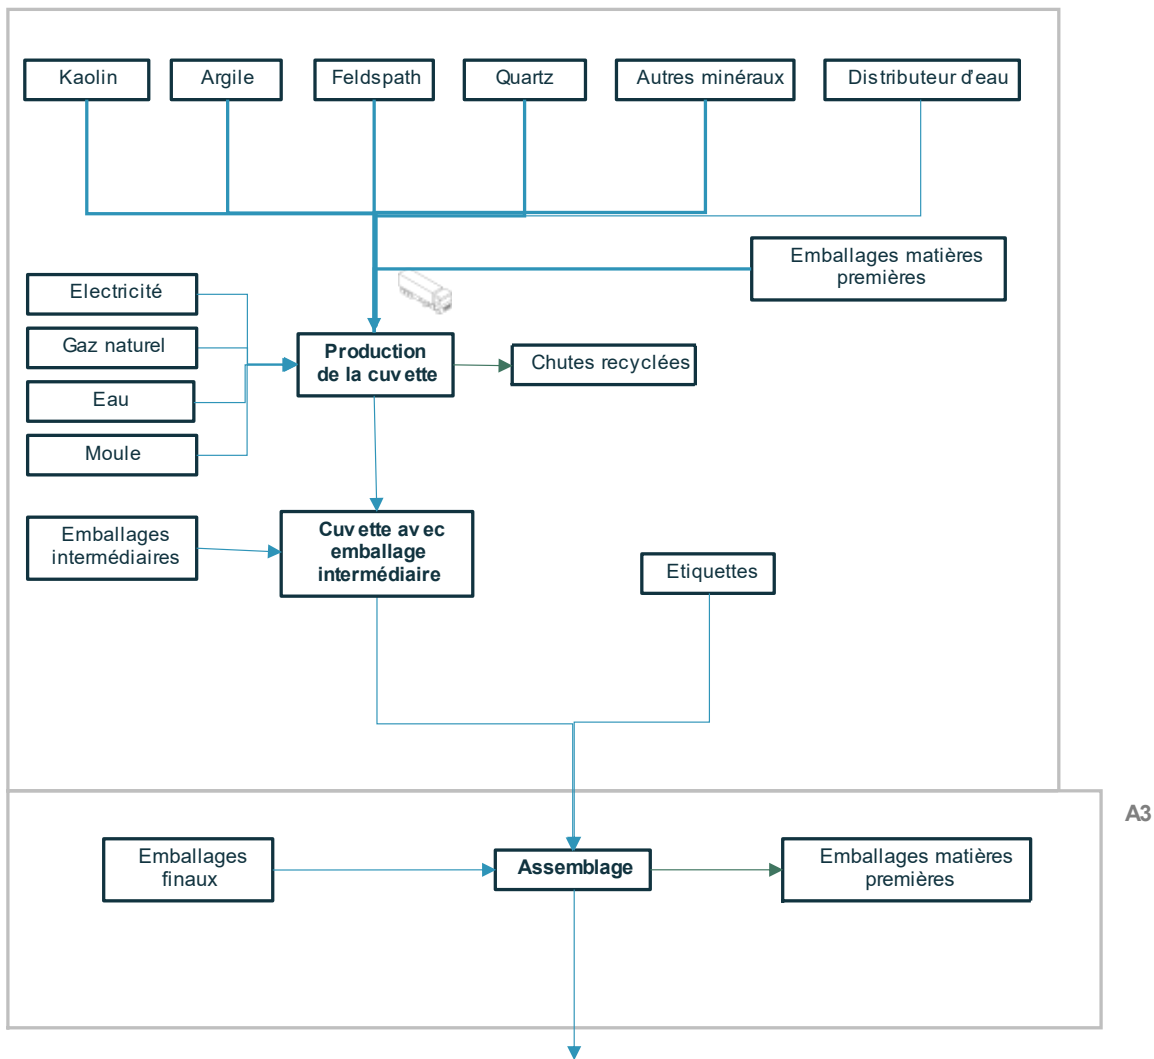 Kaolin
Argile
Feldspath
Quartz
Autres minéraux
Distributeur d'eau
Emballages matières
premières
Electricité
Gaz naturel
Eau
Moule
Production
de la cuvette
Chutes recyclées
Emballages
intermédiaires
Cuvette avec
emballage
intermédiaire
Etiquettes
A3
Emballages
finaux
Assemblage
Emballages matières
premières